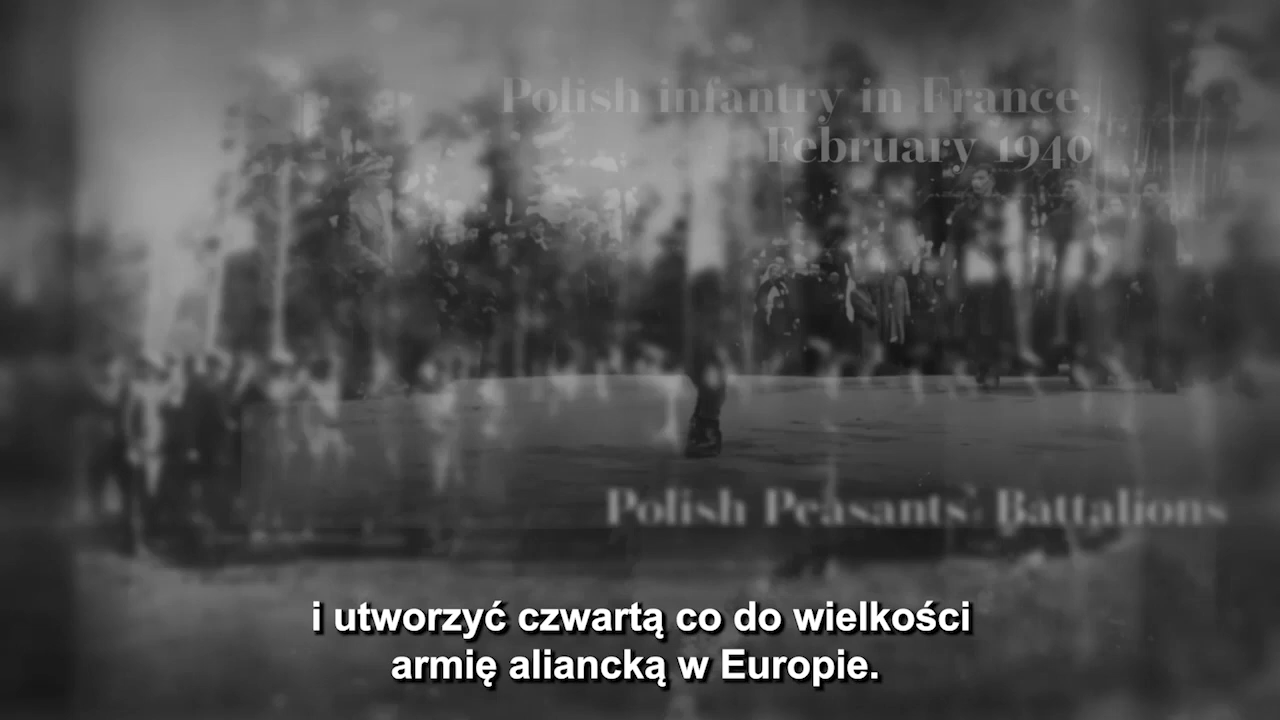 Polish infantry in France,
February 1940
Polish Peasants' Battalions
i utworzyć czwartą co do wielkości
armię aliancką w Europie.